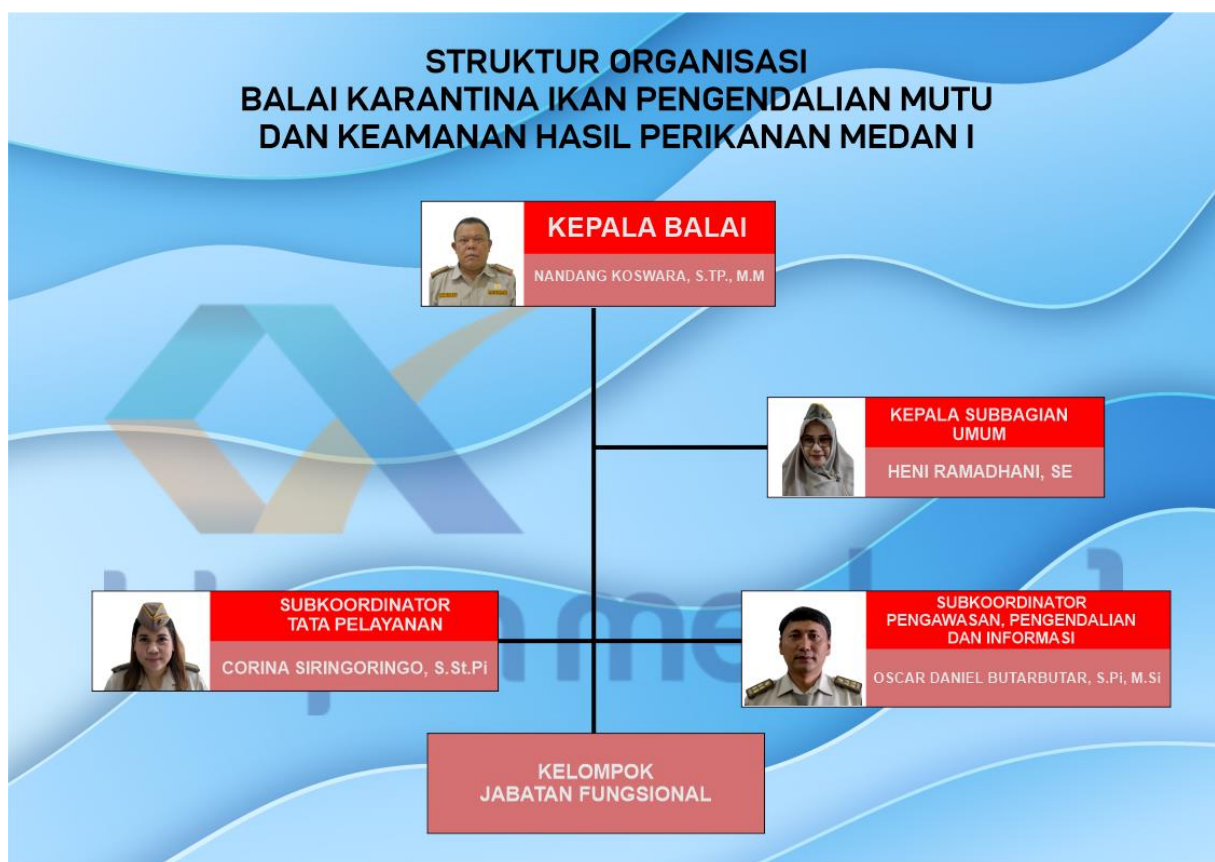 STRUKTUR ORGANISASI
BALAI KARANTINA IKAN PENGENDALIAN MUTU
DAN KEAMANAN HASIL PERIKANAN MEDAN I
KEPALA BALAI
NANDANG KOSWARA, S.TP., M.M
KEPALA SUBBAGIAN
UMUM
HENI RAMADHANI, SE
SUBKOORDINATOR
TATA PELAYANAN
CORINA SIRINGORINGO, S.St.Pi
SUBKOORDINATOR
PENGAWASAN, PENGENDALIAN
DAN INFORMASI
OSCAR DANIEL BUTARBUTAR, S.Pi, M.Si
KELOMPOK
JABATAN FUNGSIONAL